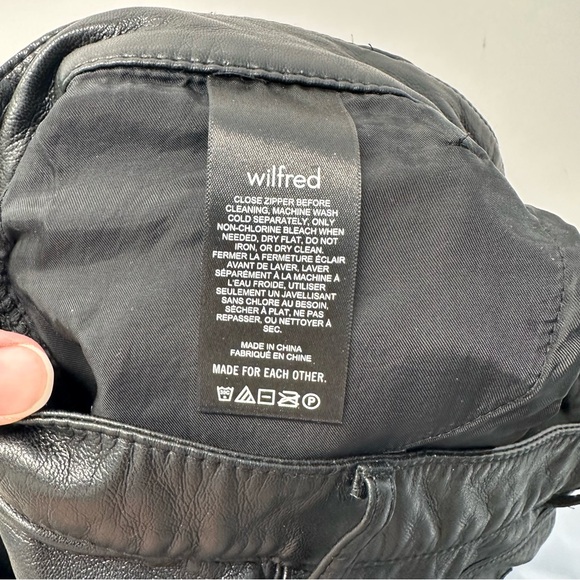 wilfred
CLOSE ZIPPER BEFORE
CLEANING, MACHINE WASH
COLD SEPARATELY, ONLY
NON-CHLORINE BLEACH WHEN
NEEDED, DRY FLAT, DO NOT
IRON, OR DRY CLEAN.
FERMER LA FERMETURE ÉCLAIR
AVANT DE LAVER, LAVER
SÉPARÉMENT À LA MACHINE À
L'EAU FROIDE, UTILISER
SEULEMENT UN JAVELLISANT
SANS CHLORE AU BESOIN,
SÉCHER À PLAT, NE PAS
REPASSER, OU NETTOYER À
SEC.
MADE IN CHINA
FABRIQUÉ EN CHINE
MADE FOR EACH OTHER.
P